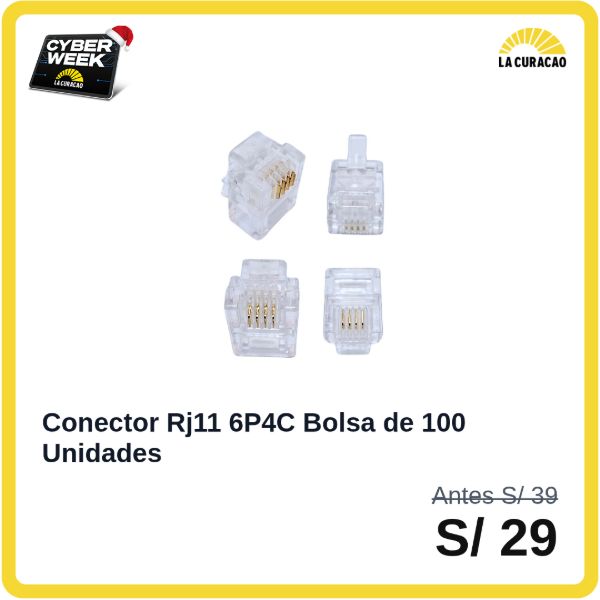 CYBER
WEEK
LA CURACAO
LA CURACAO
Conector Rj11 6P4C Bolsa de 100
Unidades
Antes S/ 39
S/ 29